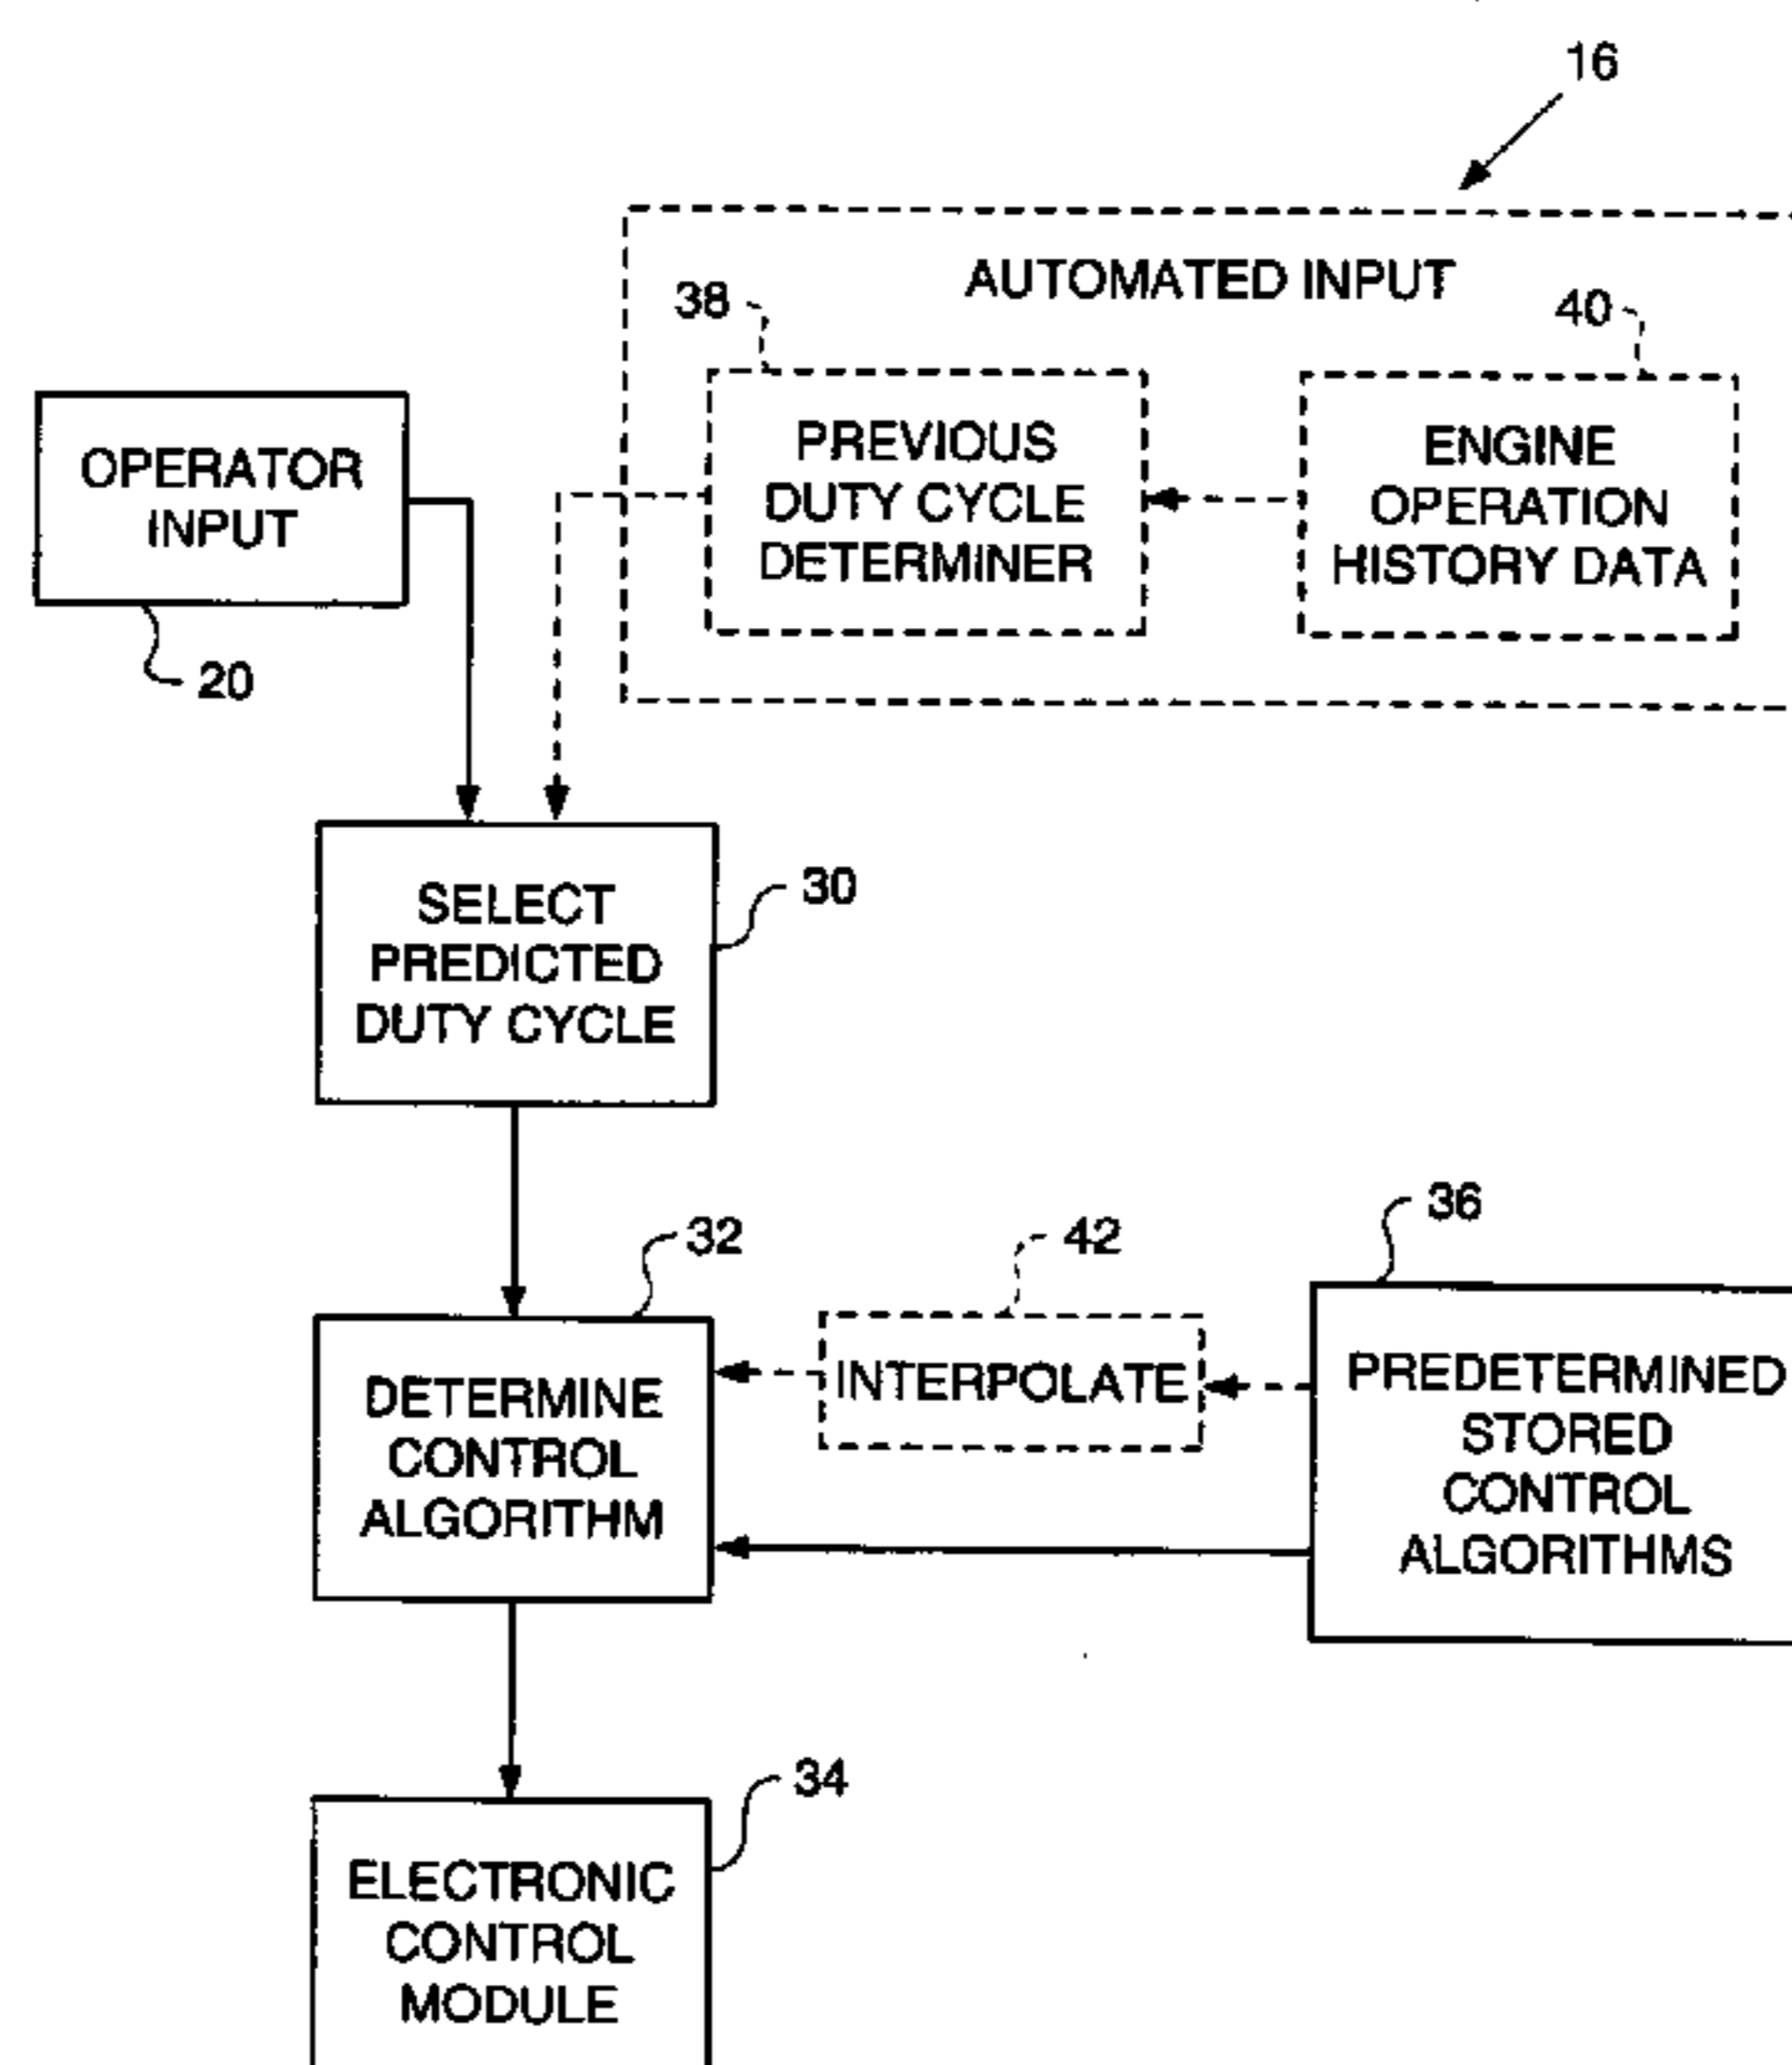 16
AUTOMATED INPUT
38
40
OPERATOR
INPUT
20
PREVIOUS
DUTY CYCLE
DETERMINER
ENGINE
OPERATION
HISTORY DATA
SELECT
PREDICTED
DUTY CYCLE
30
32
42
36
DETERMINE
CONTROL
ALGORITHM
INTERPOLATE
PREDETERMINED
STORED
CONTROL
ALGORITHMS
34
ELECTRONIC
CONTROL
MODULE